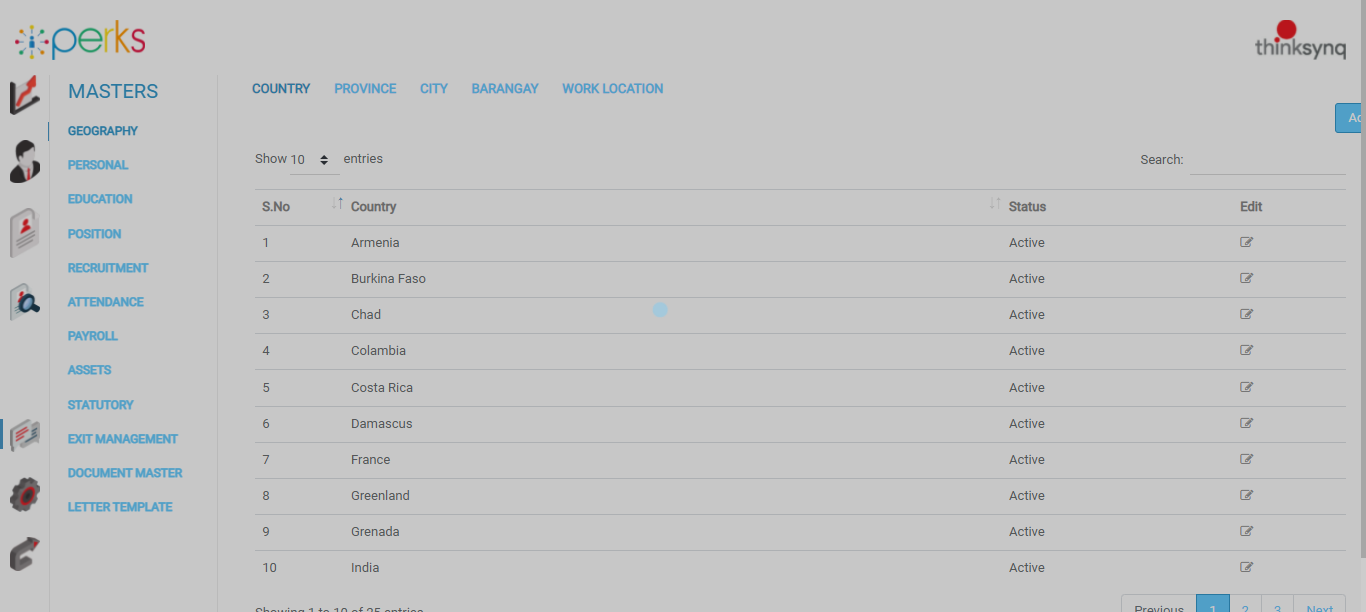 perks
thinksynq
MASTERS
COUNTRY PROVINCE CITY BARANGAY WORK LOCATION
GEOGRAPHY
PERSONAL
EDUCATION
POSITION
RECRUITMENT
ATTENDANCE
PAYROLL
ASSETS
STATUTORY
EXIT MANAGEMENT
DOCUMENT MASTER
LETTER TEMPLATE
Show 10 entries Search:
S.No Country Status Edit
1 Armenia Active
2 Burkina Faso Active
3 Chad Active
4 Colambia Active
5 Costa Rica Active
6 Damascus Active
7 France Active
8 Greenland Active
9 Grenada Active
10 India Active
Showing 1 to 10 of 25 entries
Previous 1 2 3 Next